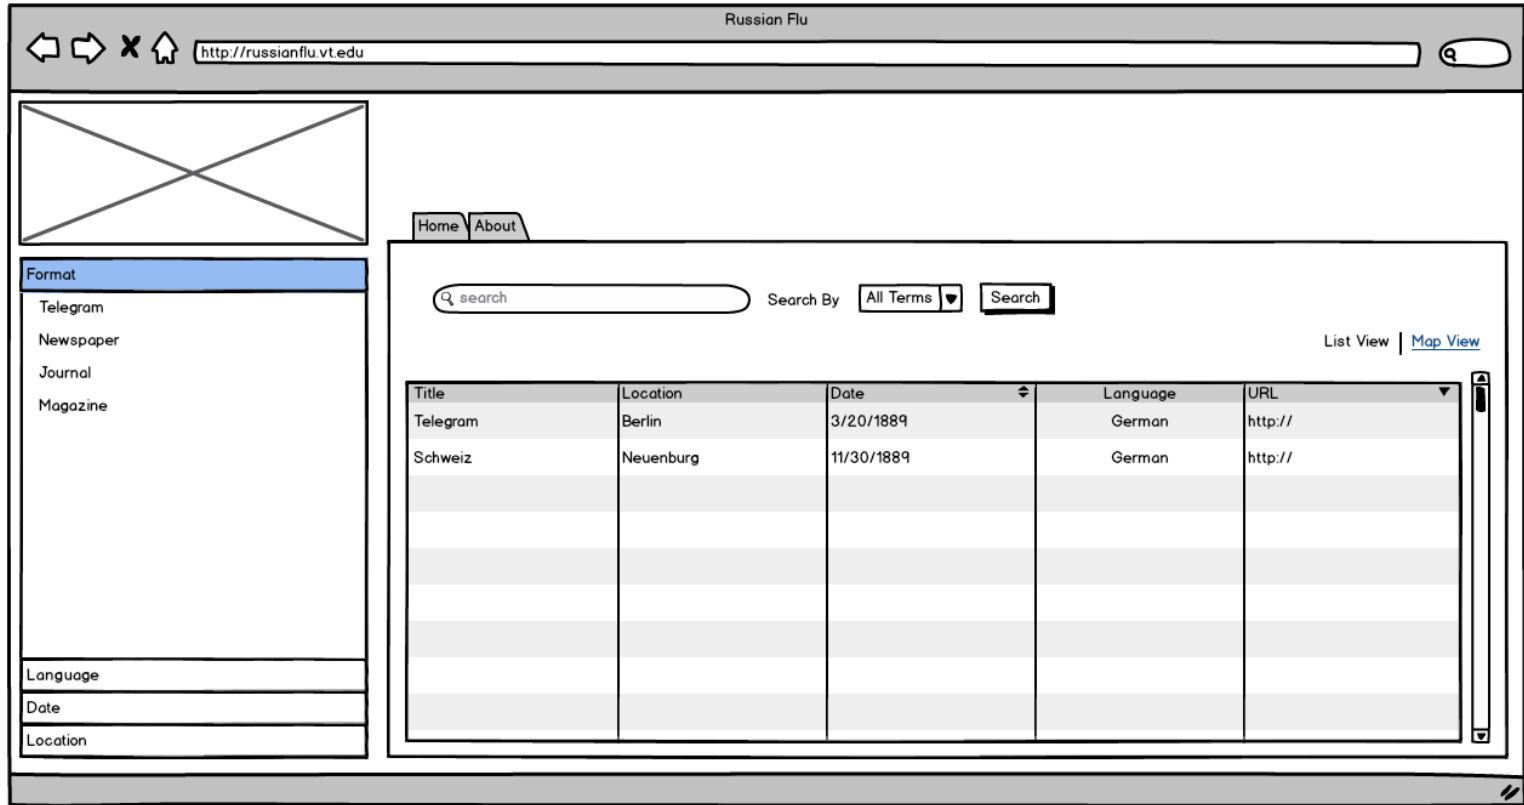 Russian Flu
http://russianflu.vt.edu
Home About
Format
Telegram
Newspaper
Journal
Magazine
Language
Date
Location
search Search By All Terms Search
List View | Map View
Title Location Date Language URL
Telegram Berlin 3/20/1889 German http://
Schweiz Neuenburg 11/30/1889 German http://